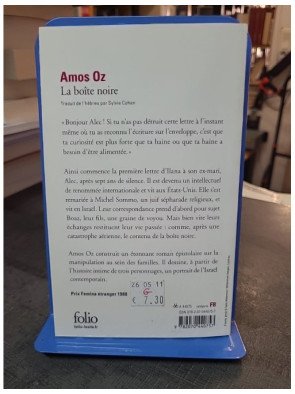 Amos Oz
La boîte noire
Traduit de l'hébreu par Sylvie Cohen
« Bonjour Alec ! Si tu n'as pas détruit cette lettre à l'instant
même où tu as reconnu l'écriture sur l'enveloppe, c'est que
ta curiosité est plus forte que ta haine ou que ta haine a
besoin d'être alimentée. »
Ainsi commence la première lettre d'Ilana à son ex-mari,
Alec, après sept ans de silence. Il est devenu un intellectuel
de renommée internationale et vit aux États-Unis. Elle s'est
remariée à Michel Sommo, un juif sépharade religieux, et
vit en Israël. Leur correspondance prend d'abord pour sujet
Boaz, leur fils, une graine de voyou. Mais bien vite leurs
échanges restituent leur vie passée : comme, après une
catastrophe aérienne, le contenu de la boîte noire.
Amos Oz construit un étonnant roman épistolaire sur la
manipulation au sein des familles. Il dessine, à partir de
l'histoire intime de trois personnages, un portrait de l'Israël
contemporain.
Prix Femina étranger 1988
26 05 11
€ 7,30
folio
F8